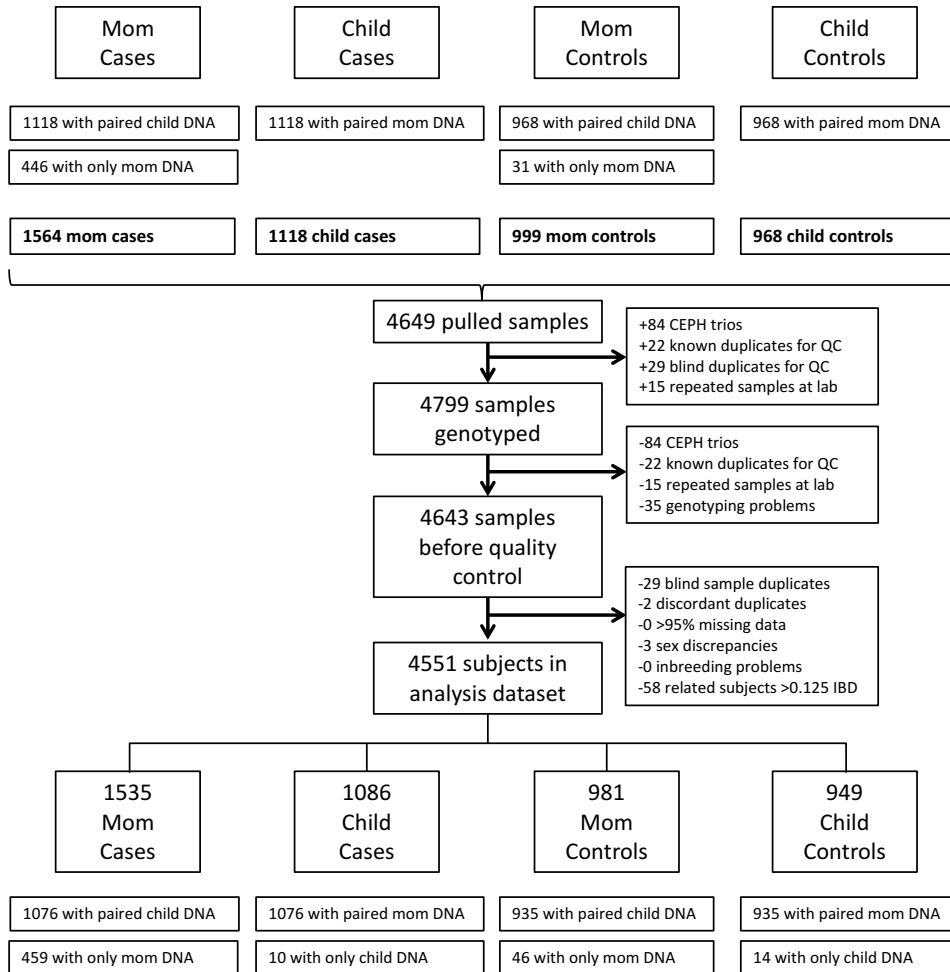 Mom
Cases
Child
Cases
Mom
Controls
Child
Controls
1118 with paired child DNA
1118 with paired mom DNA
968 with paired child DNA
968 with paired mom DNA
446 with only mom DNA
31 with only mom DNA
1564 mom cases
1118 child cases
999 mom controls
968 child controls
4649 pulled samples
+84 CEPH trios
+22 known duplicates for QC
+29 blind duplicates for QC
+15 repeated samples at lab
4799 samples
genotyped
-84 CEPH trios
-22 known duplicates for QC
-15 repeated samples at lab
-35 genotyping problems
4643 samples
before quality
control
-29 blind sample duplicates
-2 discordant duplicates
-0 >95% missing data
-3 sex discrepancies
-0 inbreeding problems
-58 related subjects >0.125 IBD
4551 subjects in
analysis dataset
1535
Mom
Cases
1086
Child
Cases
981
Mom
Controls
949
Child
Controls
1076 with paired child DNA
1076 with paired mom DNA
935 with paired child DNA
935 with paired mom DNA
459 with only mom DNA
10 with only child DNA
46 with only mom DNA
14 with only child DNA